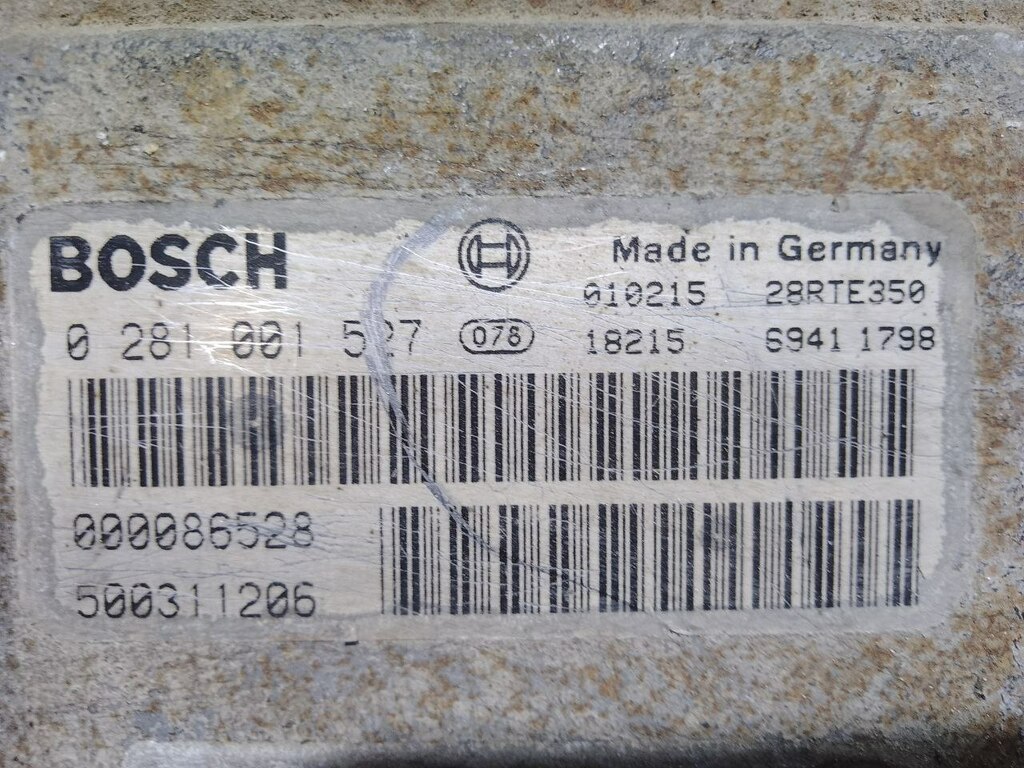 BOSCH
Made in Germany
010215 28RTE350
0 281 001 527 078 18215 6941 1798
000086528
500311206